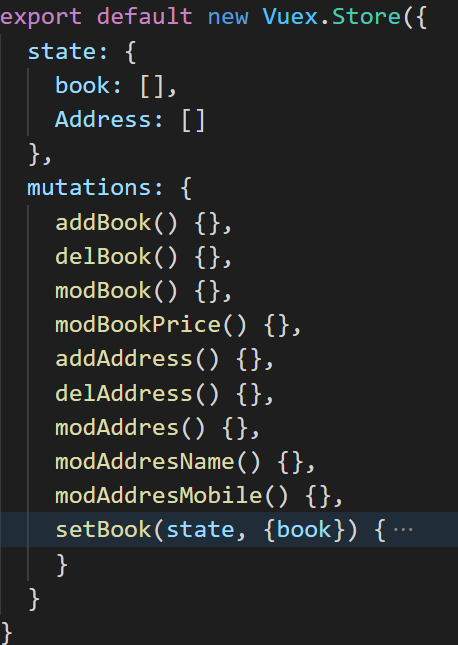 export default new Vuex.Store({
  state: {
    book: [],
    Address: []
  },
  mutations: {
    addBook() {},
    delBook() {},
    modBook() {},
    modBookPrice() {},
    addAddress() {},
    delAddress() {},
    modAddres() {},
    modAddresName() {},
    modAddresMobile() {},
    setBook(state, {book}) {⋯
    }
  }
}